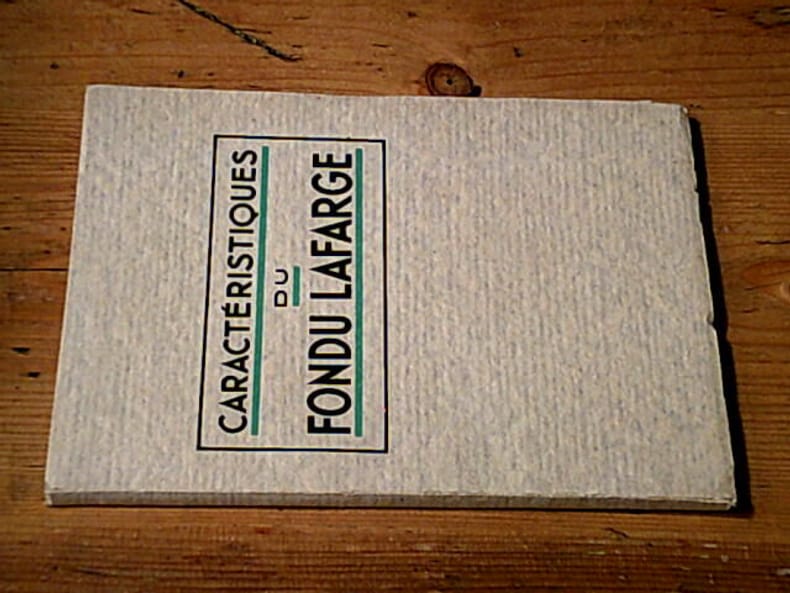 CARACTÉRISTIQUES
DU
FONDU LAFARGE